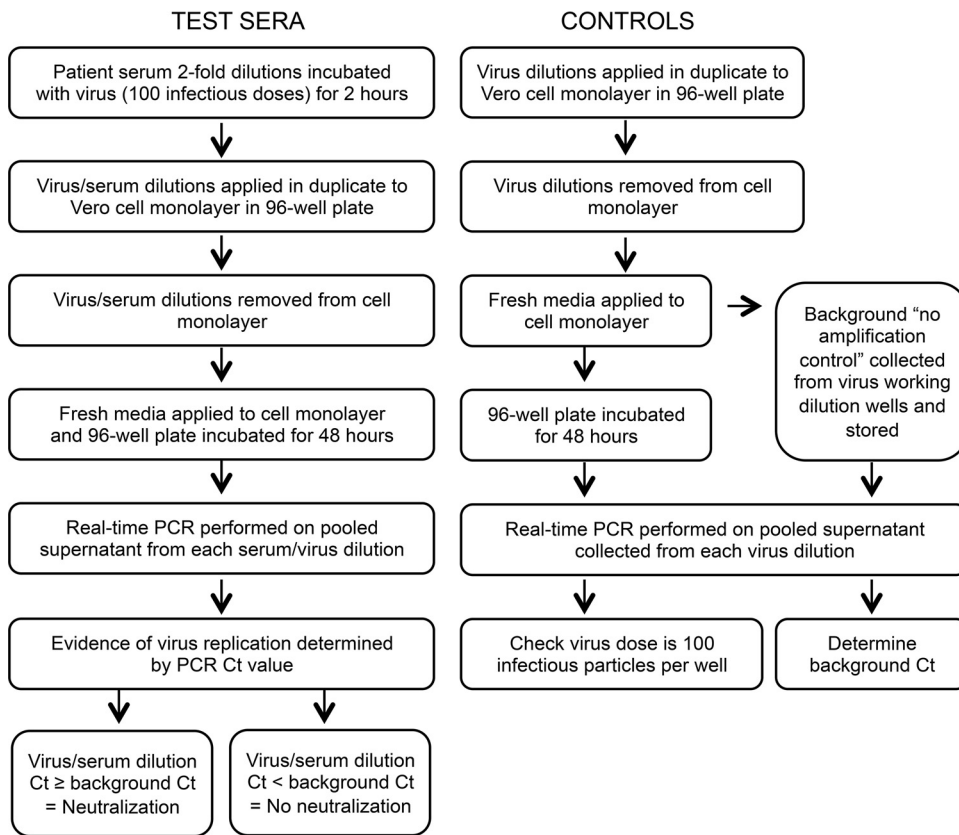 TEST SERA
Patient serum 2-fold dilutions incubated
with virus (100 infectious doses) for 2 hours
Virus/serum dilutions applied in duplicate to
Vero cell monolayer in 96-well plate
Virus/serum dilutions removed from cell
monolayer
Fresh media applied to cell monolayer
and 96-well plate incubated for 48 hours
Real-time PCR performed on pooled
supernatant from each serum/virus dilution
Evidence of virus replication determined
by PCR Ct value
Virus/serum dilution
Ct ≥ background Ct
= Neutralization
Virus/serum dilution
Ct < background Ct
= No neutralization
CONTROLS
Virus dilutions applied in duplicate to
Vero cell monolayer in 96-well plate
Virus dilutions removed from cell
monolayer
Fresh media applied to
cell monolayer
Background “no
amplification
control” collected
from virus working
dilution wells and
stored
96-well plate incubated
for 48 hours
Real-time PCR performed on pooled supernatant
collected from each virus dilution
Check virus dose is 100
infectious particles per well
Determine
background Ct